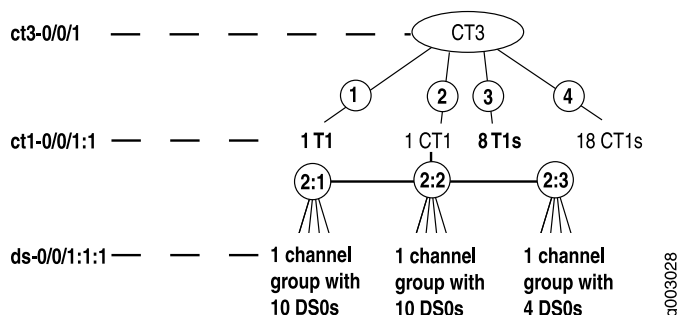 ct3-0/0/1
CT3
1
2
3
4
ct1-0/0/1:1
1 T1
1 CT1
8 T1s
18 CT1s
2:1
2:2
2:3
ds-0/0/1:1:1
1 channel
group with
10 DS0s
1 channel
group with
10 DS0s
1 channel
group with
4 DS0s
g003028